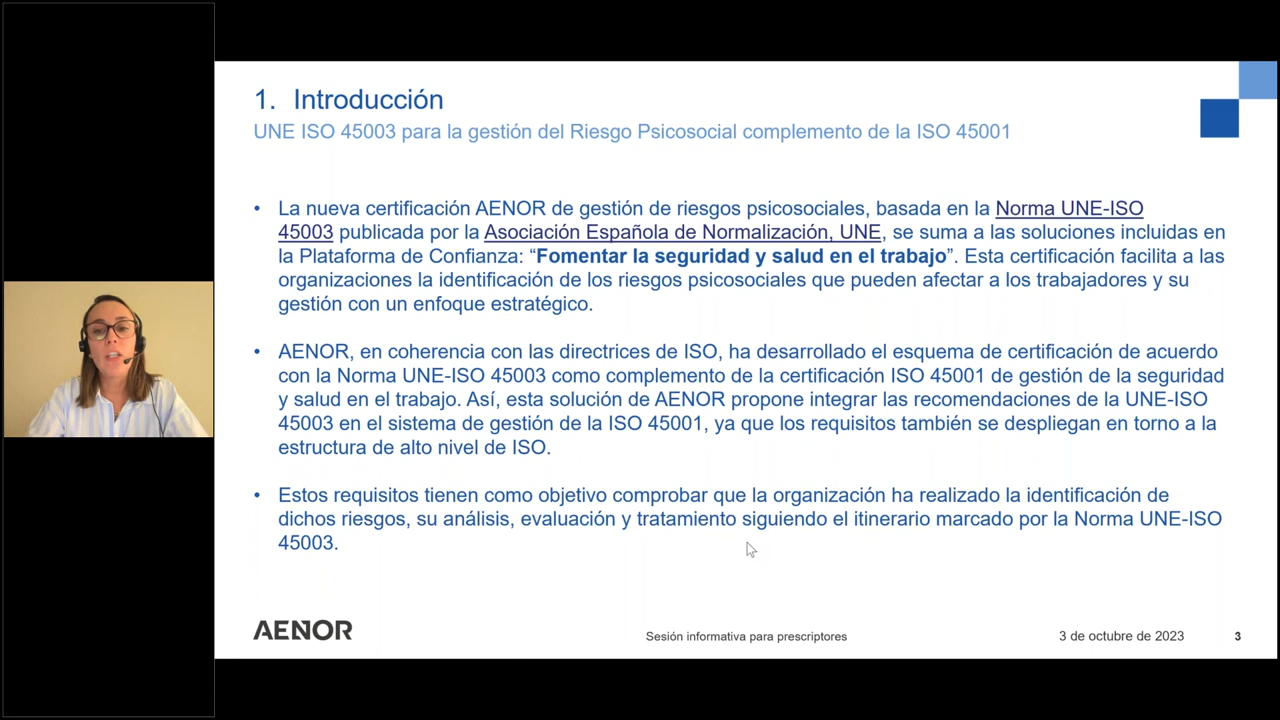 1. Introducción
UNE ISO 45003 para la gestión del Riesgo Psicosocial complemento de la ISO 45001
• La nueva certificación AENOR de gestión de riesgos psicosociales, basada en la Norma UNE-ISO
45003 publicada por la Asociación Española de Normalización, UNE, se suma a las soluciones incluidas en
la Plataforma de Confianza: “Fomentar la seguridad y salud en el trabajo”. Esta certificación facilita a las
organizaciones la identificación de los riesgos psicosociales que pueden afectar a los trabajadores y su
gestión con un enfoque estratégico.
• AENOR, en coherencia con las directrices de ISO, ha desarrollado el esquema de certificación de acuerdo
con la Norma UNE-ISO 45003 como complemento de la certificación ISO 45001 de gestión de la seguridad
y salud en el trabajo. Así, esta solución de AENOR propone integrar las recomendaciones de la UNE-ISO
45003 en el sistema de gestión de la ISO 45001, ya que los requisitos también se despliegan en torno a la
estructura de alto nivel de ISO.
• Estos requisitos tienen como objetivo comprobar que la organización ha realizado la identificación de
dichos riesgos, su análisis, evaluación y tratamiento siguiendo el itinerario marcado por la Norma UNE-ISO
45003.
AENOR
Sesión informativa para prescriptores
3 de octubre de 2023
3